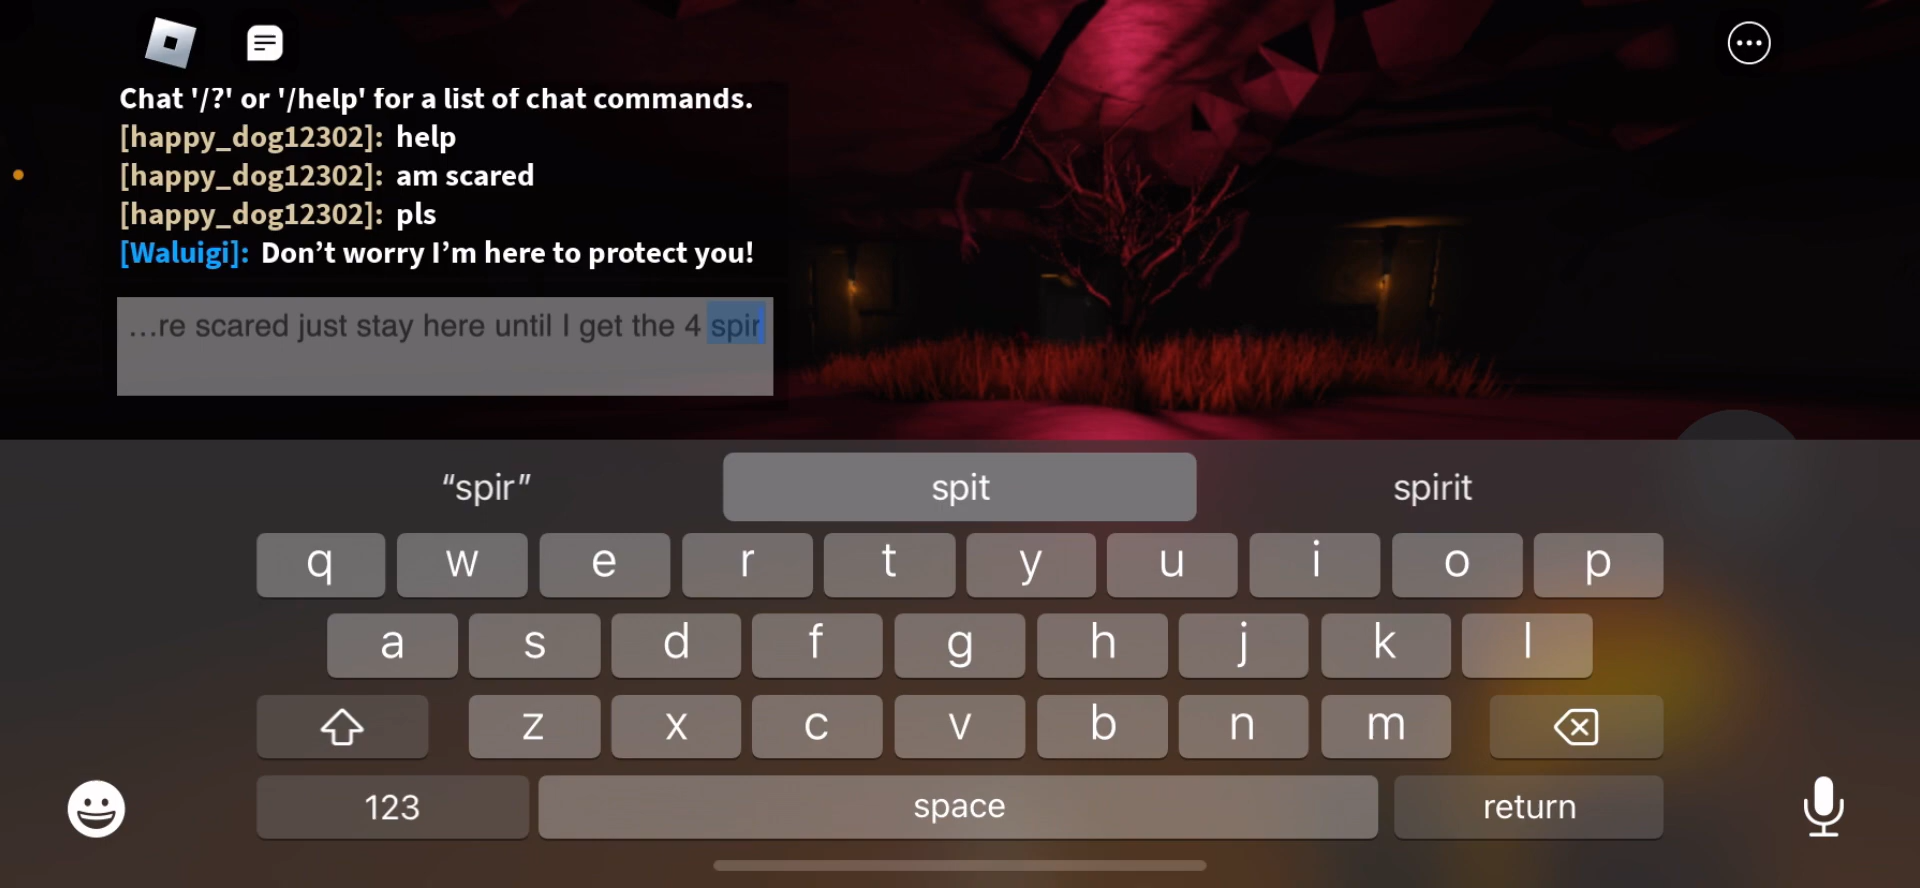 Chat '/?' or '/help' for a list of chat commands.
[happy_dog12302]: help
[happy_dog12302]: am scared
[happy_dog12302]: pls
[Waluigi]: Don’t worry I’m here to protect you!
…re scared just stay here until I get the 4 spir
“spir” spit spirit
q w e r t y u i o p
a s d f g h j k l
z x c v b n m
123 space return